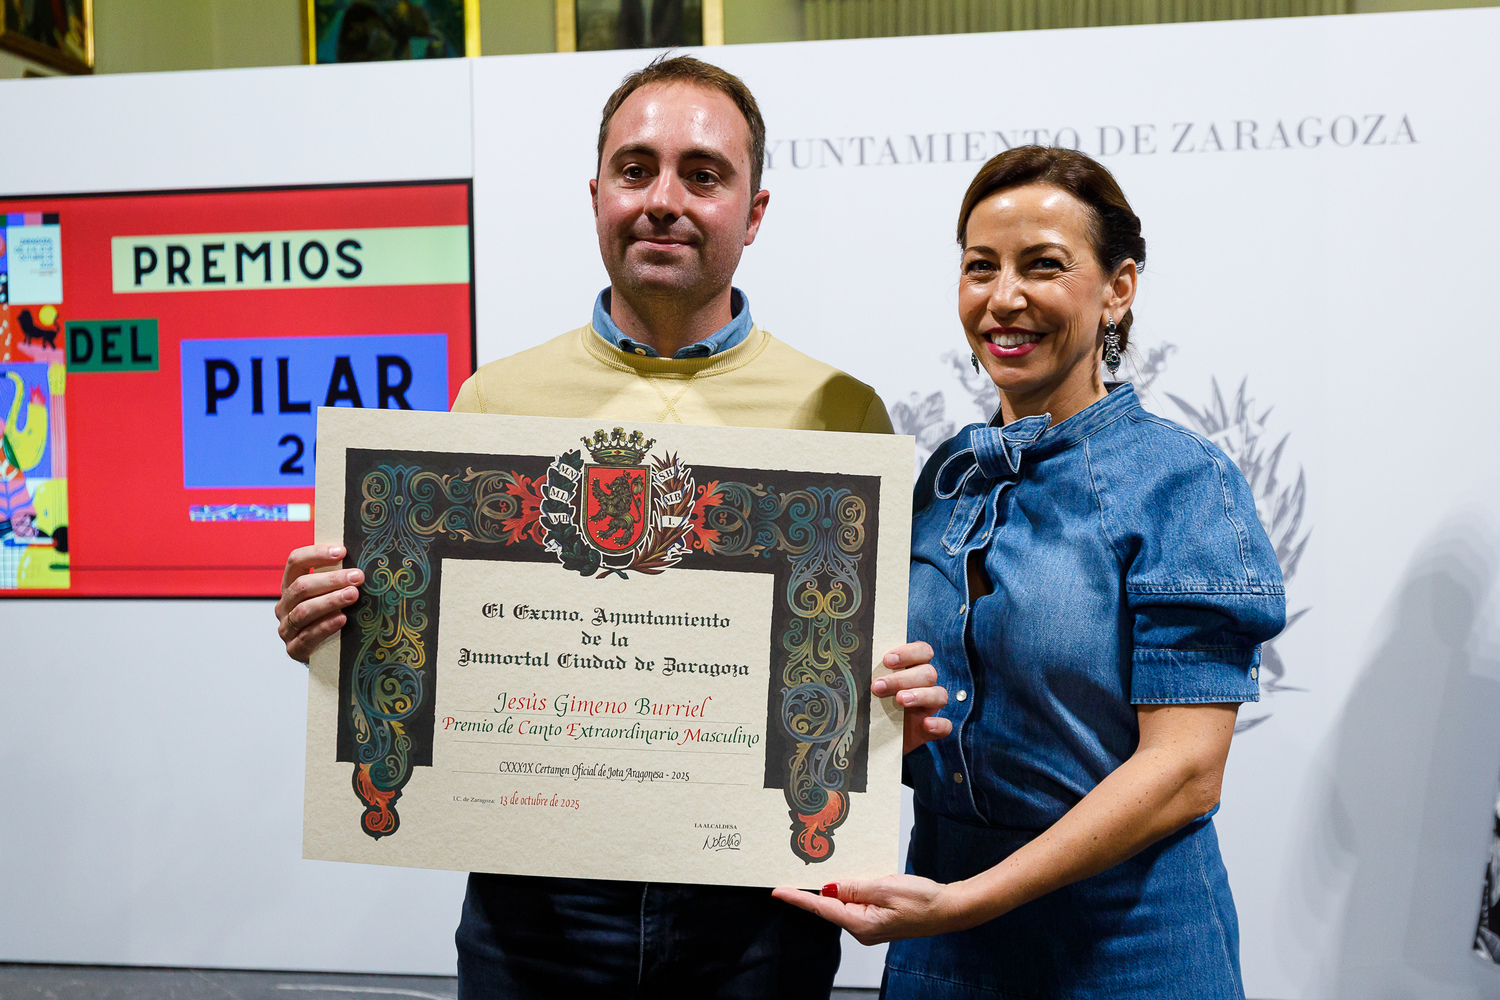 AYUNTAMIENTO DE ZARAGOZA
PREMIOS
DEL
PILAR
El Excmo. Ayuntamiento
de la
Inmortal Ciudad de Zaragoza
Jesús Gimeno Burriel
Premio de Canto Extraordinario Masculino
CXXXIX Certamen Oficial de Jota Aragonesa - 2025
I.C. de Zaragoza 13 de octubre de 2025
LA ALCALDESA
Natalia